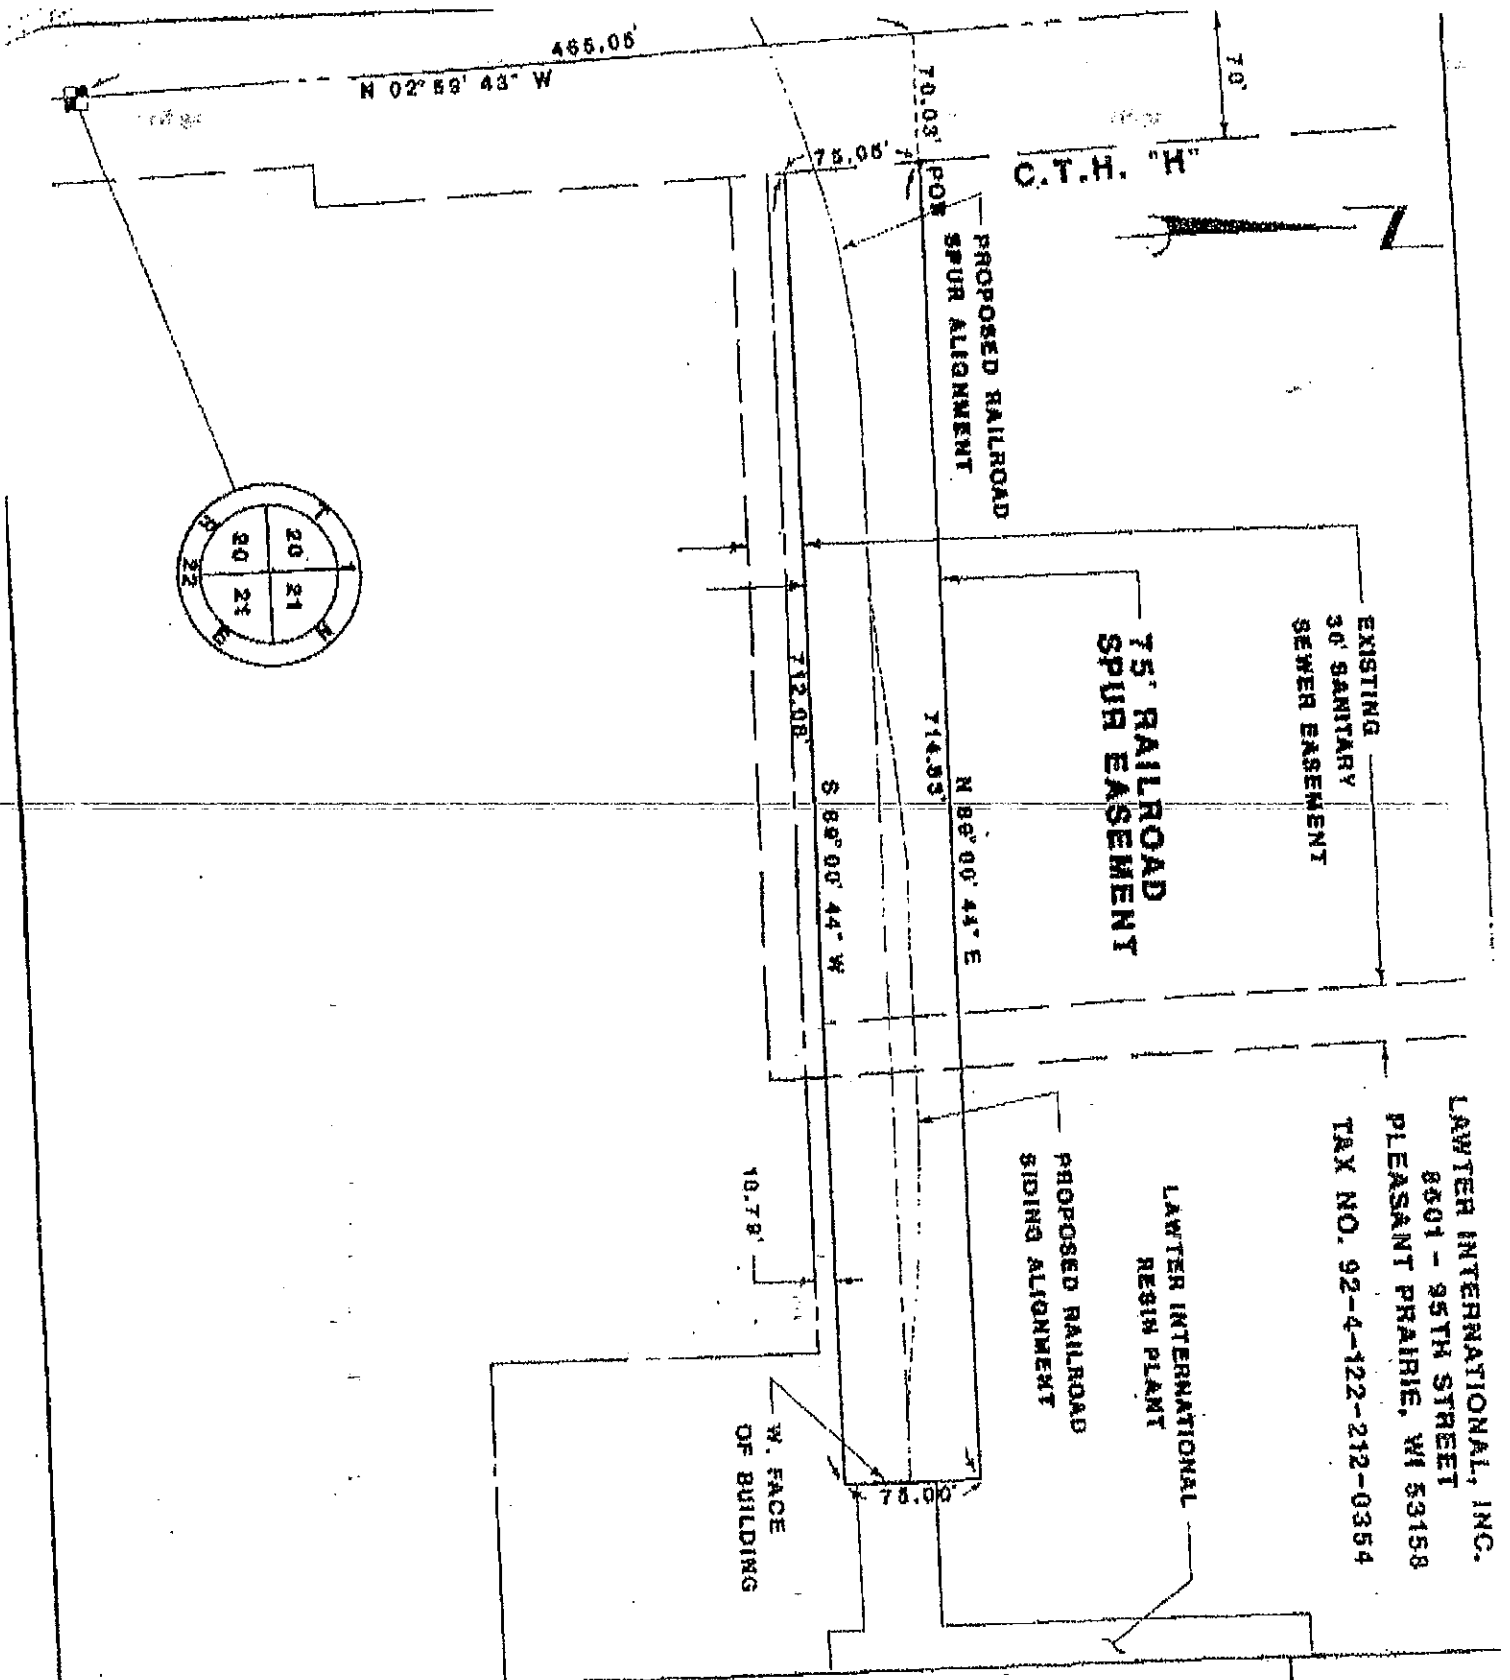 LAWTER INTERNATIONAL, INC.
8601 - 95TH STREET
PLEASANT PRAIRIE, WI 53158
TAX NO. 92-4-122-212-0354
EXISTING
30' SANITARY
SEWER EASEMENT
75' RAILROAD
SPUR EASEMENT
LAWTER INTERNATIONAL
RESIN PLANT
PROPOSED RAILROAD
SIDING ALIGNMENT
PROPOSED RAILROAD
SPUR ALIGNMENT
C.T.H. "H"
70'
70.03'
75.05'
465.05'
N 02° 59' 43" W
714.53'
N 89° 00' 44" E
712.08'
S 89° 00' 44" W
10.79'
75.00'
W. FACE
OF BUILDING
T 1 N
R 22 E
20 21
20 21